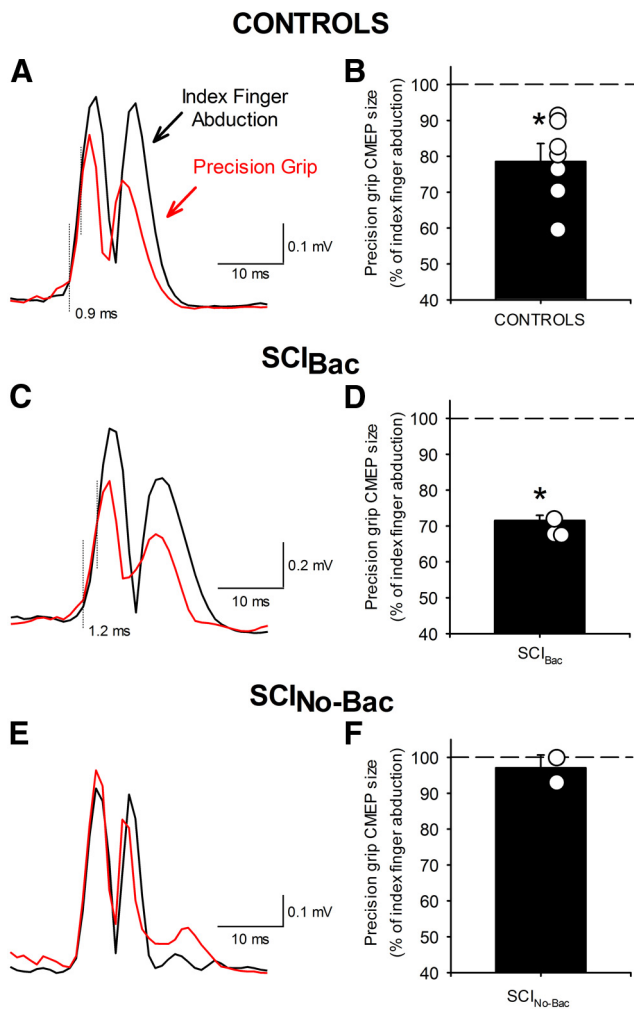 CONTROLS
A
Index Finger
Abduction
Precision Grip
0.1 mV
10 ms
0.9 ms
B
Precision grip CMEP size
(% of index finger abduction)
100
90
80
70
60
50
40
*
CONTROLS
SCIBac
C
0.2 mV
10 ms
1.2 ms
D
Precision grip CMEP size
(% of index finger abduction)
100
90
80
70
60
50
40
*
SCIBac
SCINo-Bac
E
0.1 mV
10 ms
F
Precision grip CMEP size
(% of index finger abduction)
100
90
80
70
60
50
40
SCINo-Bac